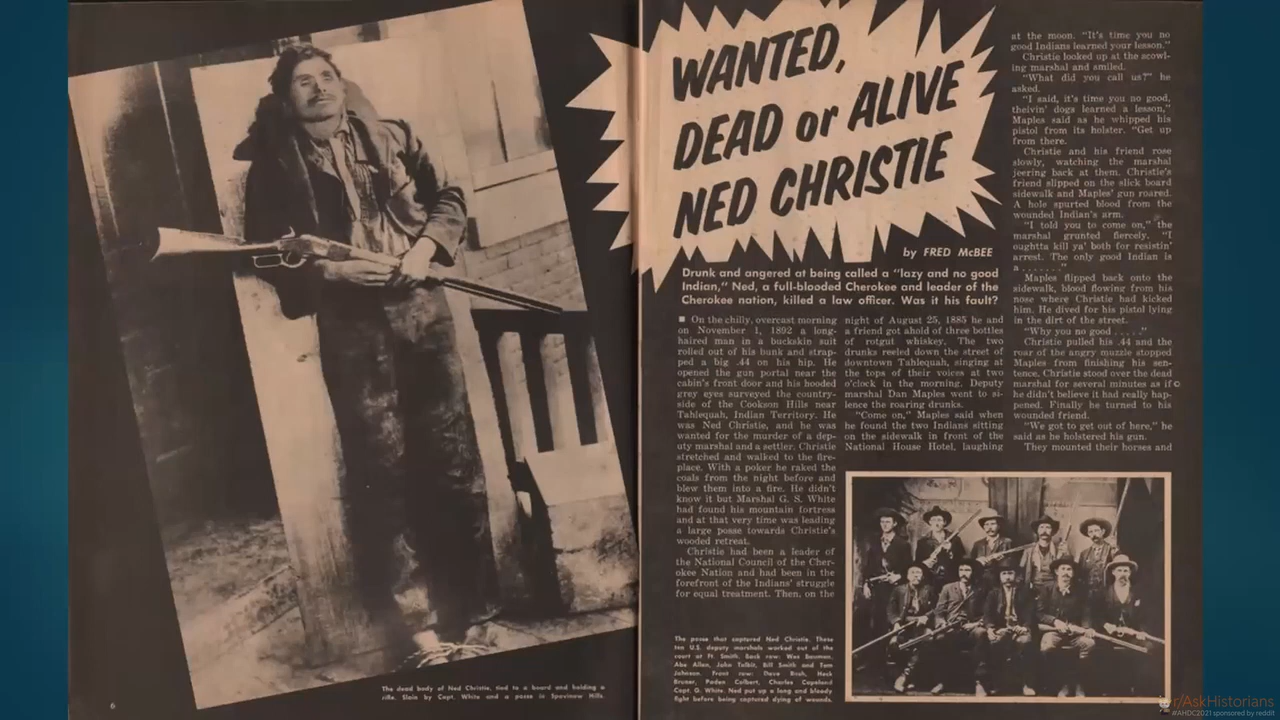 WANTED,
DEAD or ALIVE
NED CHRISTIE
by FRED McBEE
Drunk and angered at being called a "lazy and no good
Indian," Ned, a full-blooded Cherokee and leader of the
Cherokee nation, killed a law officer. Was it his fault?
■ On the chilly, overcast morning
on November 1, 1892 a long-
haired man in a buckskin suit
rolled out of his bunk and strap-
ped a big .44 on his hip. He
opened the gun portal near the
cabin's front door and his hooded
grey eyes surveyed the country-
side of the Cookson Hills near
Tahlequah, Indian Territory. He
was Ned Christie, and he was
wanted for the murder of a dep-
uty marshal and a settler. Christie
stretched and walked to the fire-
place. With a poker he raked the
coals from the night before and
blew them into a fire. He didn't
know it but Marshal G. S. White
had found his mountain fortress
and at that very time was leading
a large posse towards Christie's
wooded retreat.
Christie had been a leader of
the National Council of the Cher-
okee Nation and had been in the
forefront of the Indians' struggle
for equal treatment. Then, on the
night of August 25, 1885 he and
a friend got ahold of three bottles
of rotgut whiskey. The two
drunks reeled down the street of
downtown Tahlequah, singing at
the tops of their voices at two
o'clock in the morning. Deputy
marshal Dan Maples went to si-
lence the roaring drunks.
"Come on," Maples said when
he found the two Indians sitting
on the sidewalk in front of the
National House Hotel, laughing
at the moon. "It's time you no
good Indians learned your lesson."
Christie looked up at the scowl-
ing marshal and smiled.
"What did you call us?" he
asked.
"I said, it's time you no good,
theivin' dogs learned a lesson,"
Maples said as he whipped his
pistol from its holster. "Get up
from there.
Christie and his friend rose
slowly, watching the marshal
jeering back at them. Christie's
friend slipped on the slick board
sidewalk and Maples' gun roared.
A hole spurted blood from the
wounded Indian's arm.
"I told you to come on," the
marshal grunted fiercely. "I
oughtta kill ya' both for resistin'
arrest. The only good Indian is
a . . . . . . ."
Maples flipped back onto the
sidewalk, blood flowing from his
nose where Christie had kicked
him. He dived for his pistol lying
in the dirt of the street.
"Why you no good . . . ."
Christie pulled his .44 and the
roar of the angry muzzle stopped
Maples from finishing his sen-
tence. Christie stood over the dead
marshal for several minutes as if
he didn't believe it had really hap-
pened. Finally he turned to his
wounded friend.
"We got to get out of here," he
said as he holstered his gun.
They mounted their horses and
The posse that captured Ned Christie. These
ten U.S. deputy marshals worked out of the
court at Ft. Smith. Back row: Wes Bauman,
Abe Allen, John Tolbit, Bill Smith and Tom
Johnson. Front row: Dave Rush, Heck
Bruner, Paden Colbert, Charles Copeland
Capt. G. White. Ned put up a long and bloody
fight before being captured dying of wounds.
The dead body of Ned Christie, tied to a board and holding a
rifle. Slain by Capt. White and a posse in Spavinaw Hills.
6
r/AskHistorians
#AHDC2021 sponsored by reddit